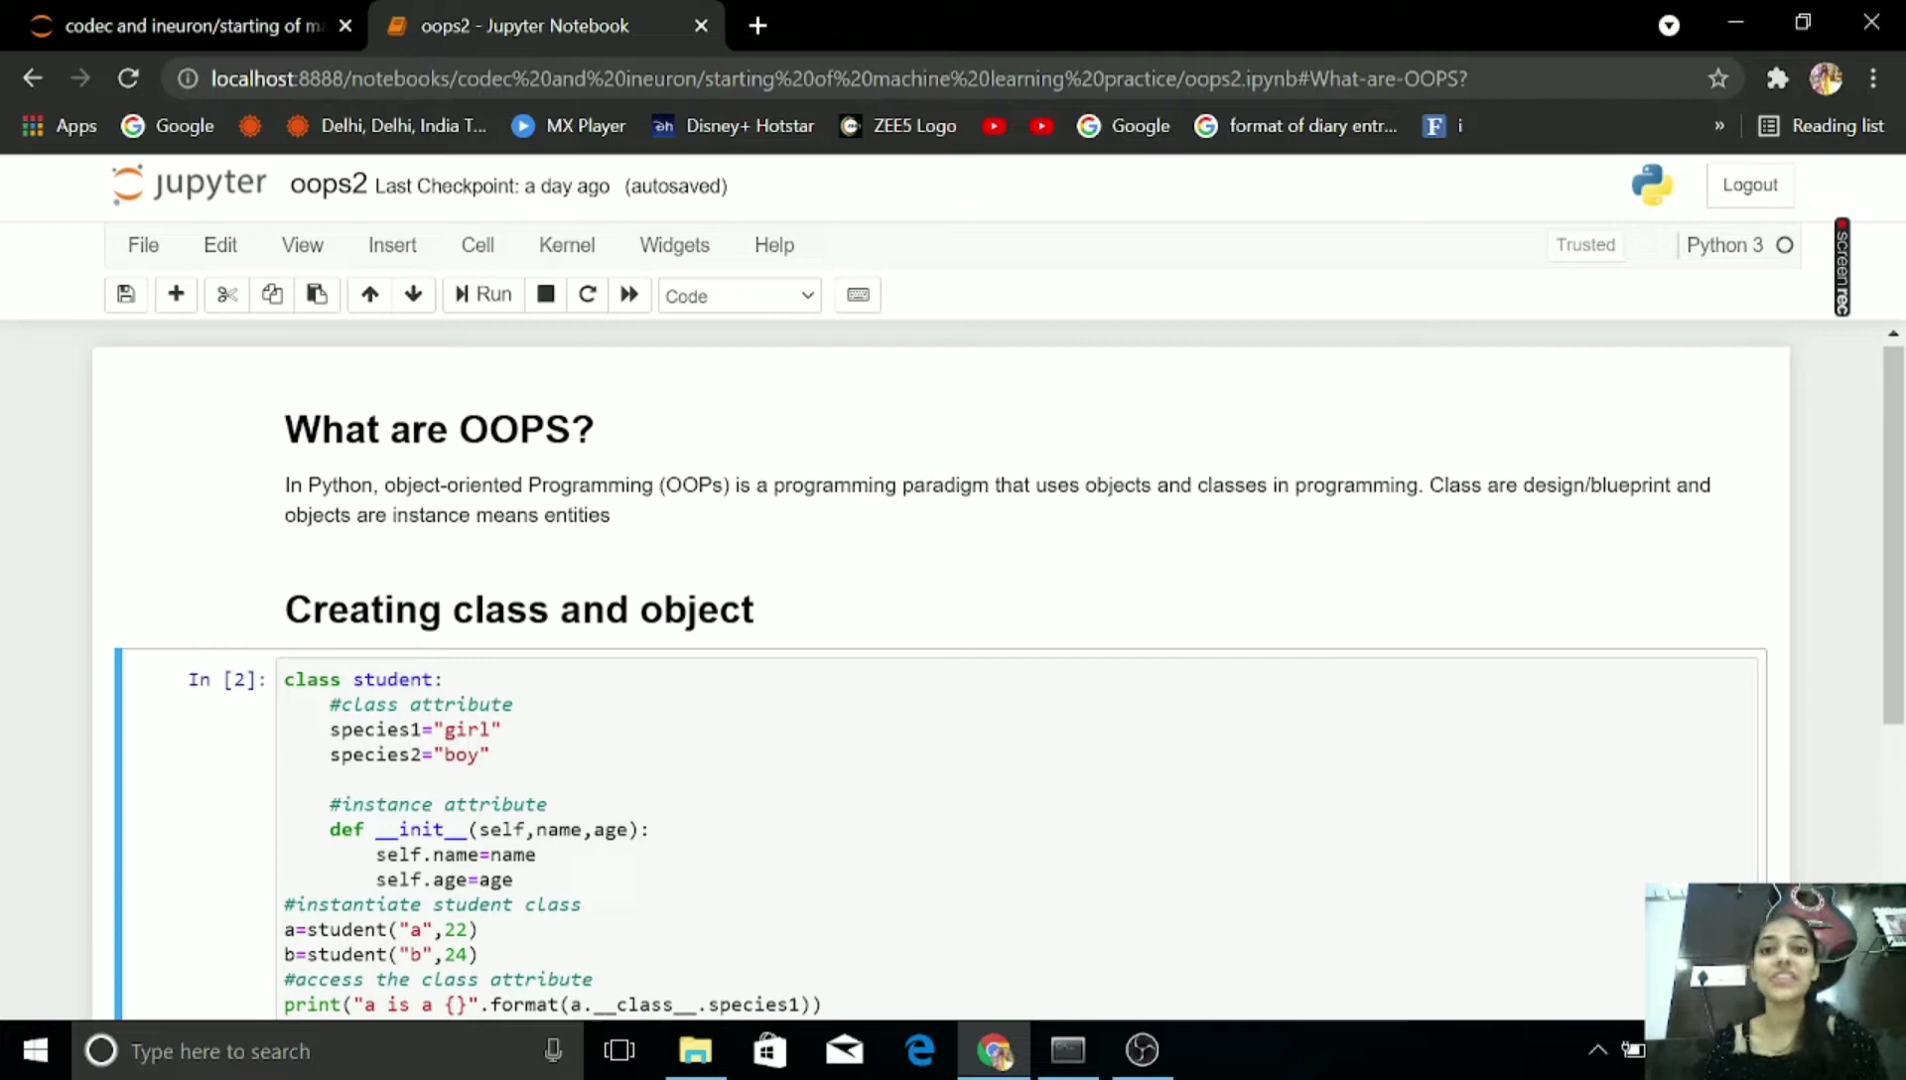 codec and ineuron/starting of m
oops2 - Jupyter Notebook
localhost:8888/notebooks/codec%20and%20ineuron/starting%20of%20machine%20learning%20practice/oops2.ipynb#What-are-OOPS?
Apps
Google
Delhi, Delhi, India T...
MX Player
Disney+ Hotstar
ZEE5 Logo
Google
format of diary entr...
F i
» Reading list
jupyter oops2 Last Checkpoint: a day ago (autosaved)
Logout
File Edit View Insert Cell Kernel Widgets Help
Trusted
Python 3
screenrec
Run
Code
What are OOPS?
In Python, object-oriented Programming (OOPs) is a programming paradigm that uses objects and classes in programming. Class are design/blueprint and
objects are instance means entities
Creating class and object
In [2]: class student:
#class attribute
species1="girl"
species2="boy"
#instance attribute
def __init__(self,name,age):
self.name=name
self.age=age
#instantiate student class
a=student("a",22)
b=student("b",24)
#access the class attribute
print("a is a {}".format(a.__class__.species1))
Type here to search